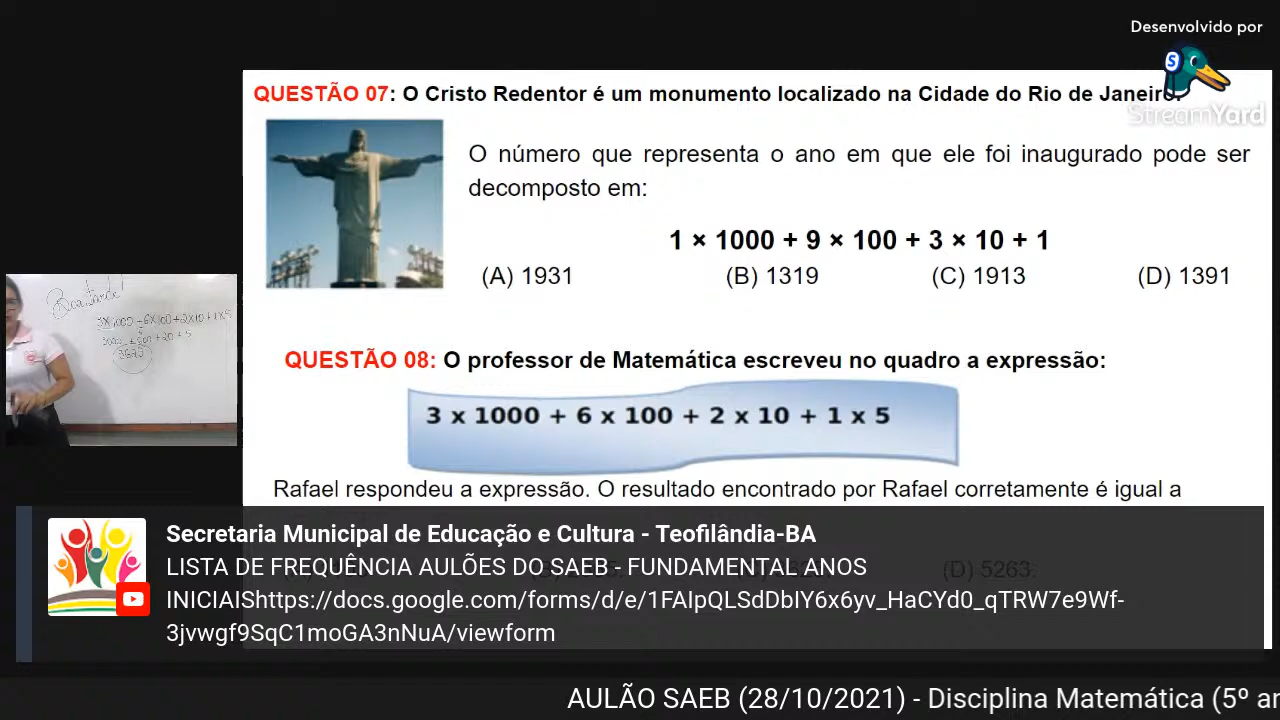 Desenvolvido por
StreamYard
QUESTÃO 07: O Cristo Redentor é um monumento localizado na Cidade do Rio de Janeiro.
O número que representa o ano em que ele foi inaugurado pode ser
decomposto em:
1 × 1000 + 9 × 100 + 3 × 10 + 1
(A) 1931 (B) 1319 (C) 1913 (D) 1391
3x1000 + 6x100 + 2x10 + 1x5
QUESTÃO 08: O professor de Matemática escreveu no quadro a expressão:
3 x 1000 + 6 x 100 + 2 x 10 + 1 x 5
Rafael respondeu a expressão. O resultado encontrado por Rafael corretamente é igual a
(D) 5263
Secretaria Municipal de Educação e Cultura - Teofilândia-BA
LISTA DE FREQUÊNCIA AULÕES DO SAEB - FUNDAMENTAL ANOS
INICIAIShttps://docs.google.com/forms/d/e/1FAIpQLSdDbIY6x6yv_HaCYd0_qTRW7e9Wf-
3jvwgf9SqC1moGA3nNuA/viewform
AULÃO SAEB (28/10/2021) - Disciplina Matemática (5º an